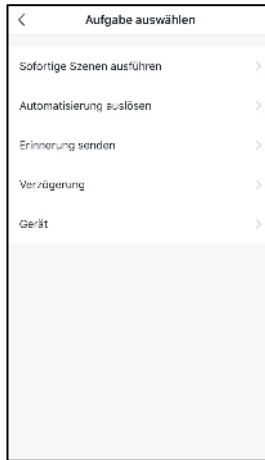 Aufgabe auswählen
Sofortige Szenen ausführen
Automatisierung auslösen
Erinnerung senden
Verzögerung
Gerät